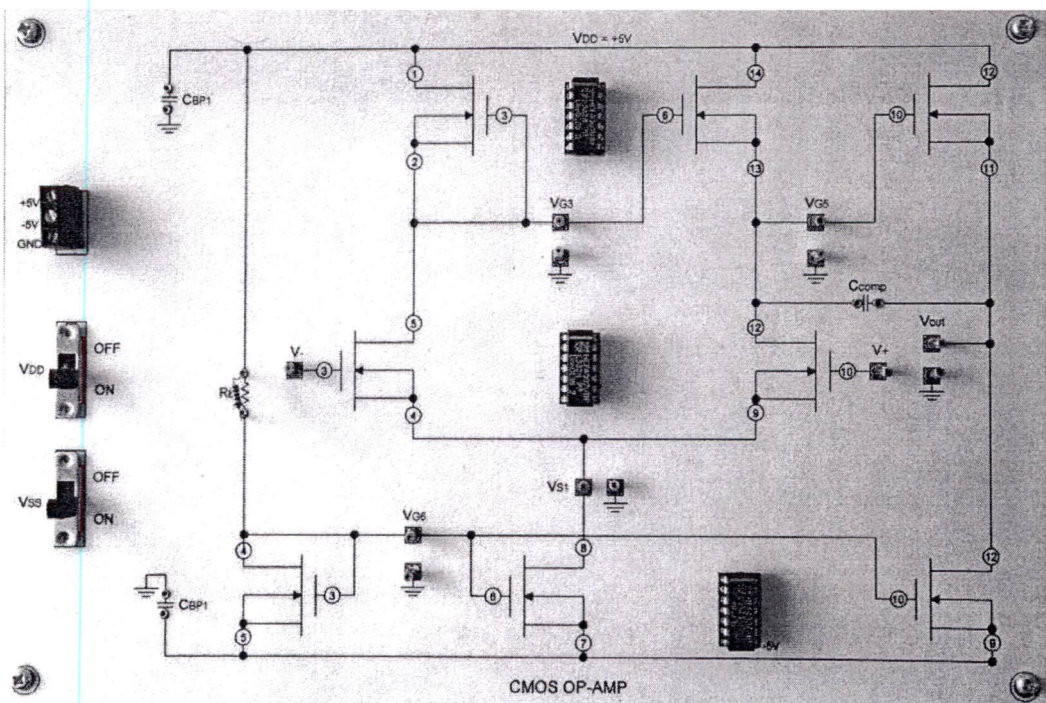 VDD = +5V
1
14
12
CBP1
3
6
10
2
13
11
+5V
-5V
GND
VG3
VG5
CComp
5
12
VOUT
OFF
VDD
ON
V-
3
10
V+
4
9
OFF
VSS
ON
VS1
VG6
4
8
12
CBP1
3
6
10
5
7
-5V
9
CMOS OP-AMP